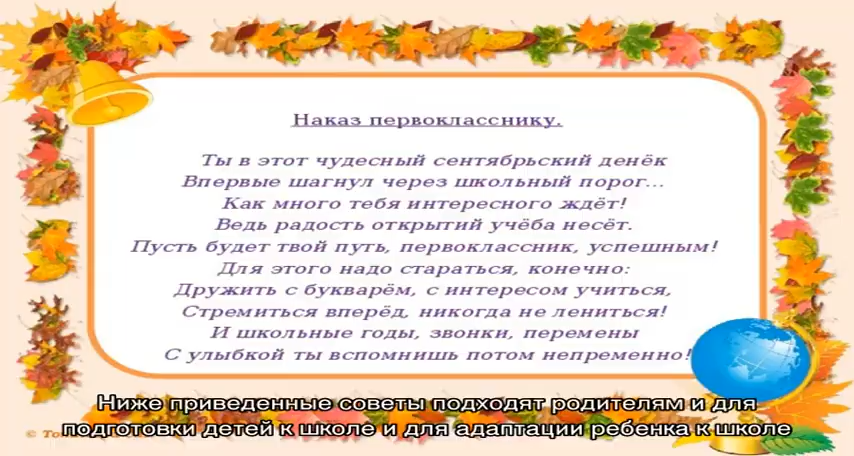 Наказ первокласснику.
Ты в этот чудесный сентябрьский денёк
Впервые шагнул через школьный порог...
Как много тебя интересного ждёт!
Ведь радость открытий учёба несёт.
Пусть будет твой путь, первоклассник, успешным!
Для этого надо стараться, конечно:
Дружить с букварём, с интересом учиться,
Стремиться вперёд, никогда не лениться!
И школьные годы, звонки, перемены
С улыбкой ты вспомнишь потом непременно!
Ниже приведенные советы подходят родителям и для
подготовки детей к школе и для адаптации ребенка к школе